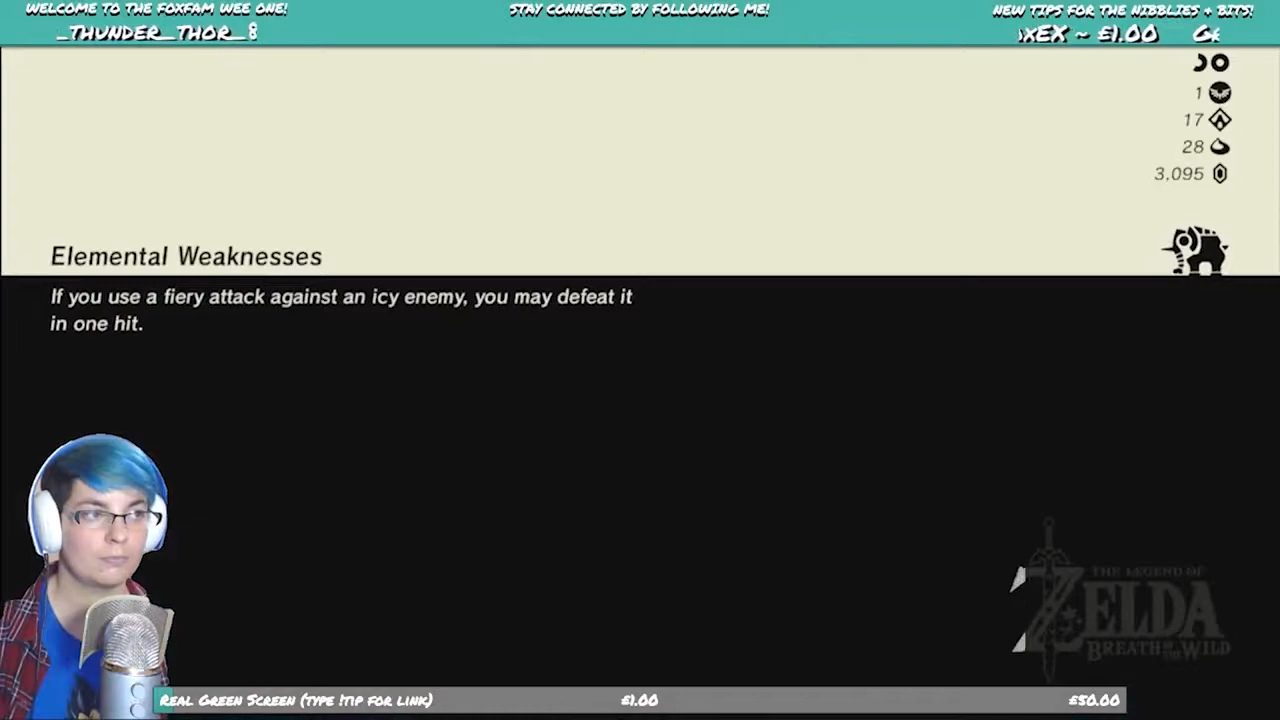 WELCOME TO THE FOXFAM WEE ONE!
_THUNDER_THOR_8
STAY CONNECTED BY FOLLOWING ME!
NEW TIPS FOR THE NIBBLIES + BITS!
xEX ~ £1.00 G
1
17
28
3,095
Elemental Weaknesses
If you use a fiery attack against an icy enemy, you may defeat it
in one hit.
THE LEGEND OF
ZELDA
BREATH OF THE WILD
REAL GREEN SCREEN (TYPE !TIP FOR LINK) £1.00 £50.00